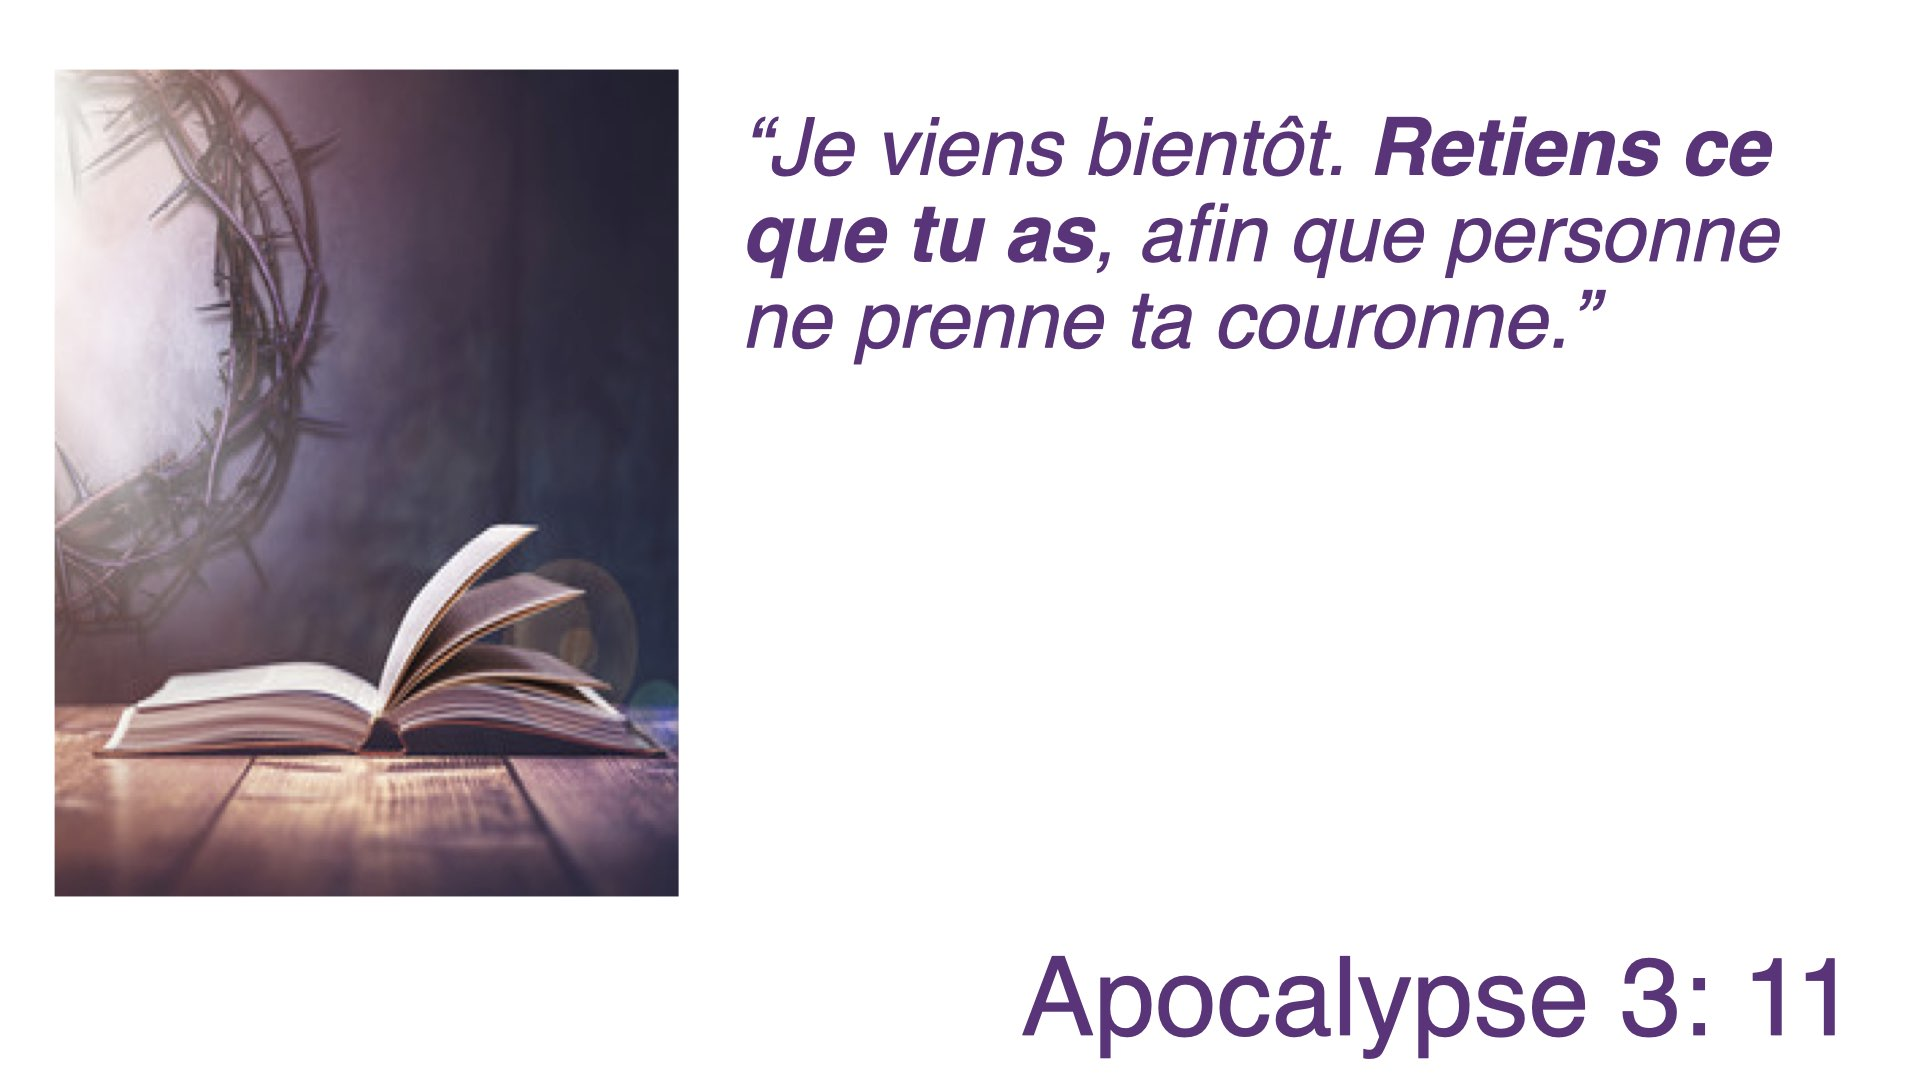 “Je viens bientôt. Retiens ce
que tu as, afin que personne
ne prenne ta couronne.”
Apocalypse 3: 11